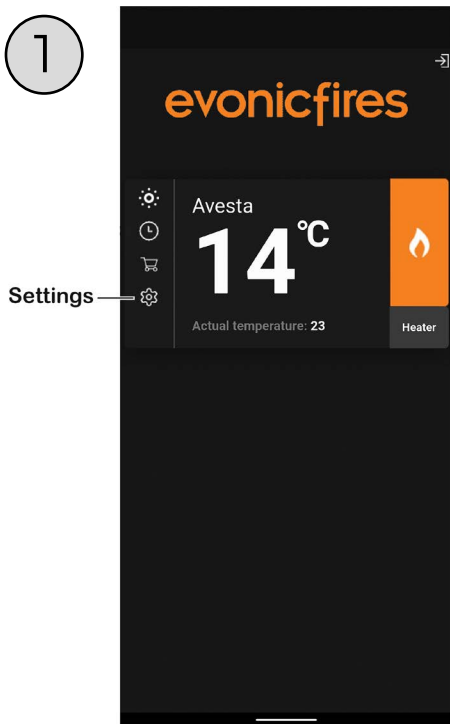 1
evonicfires
Avesta
14°C
Settings
Actual temperature: 23
Heater